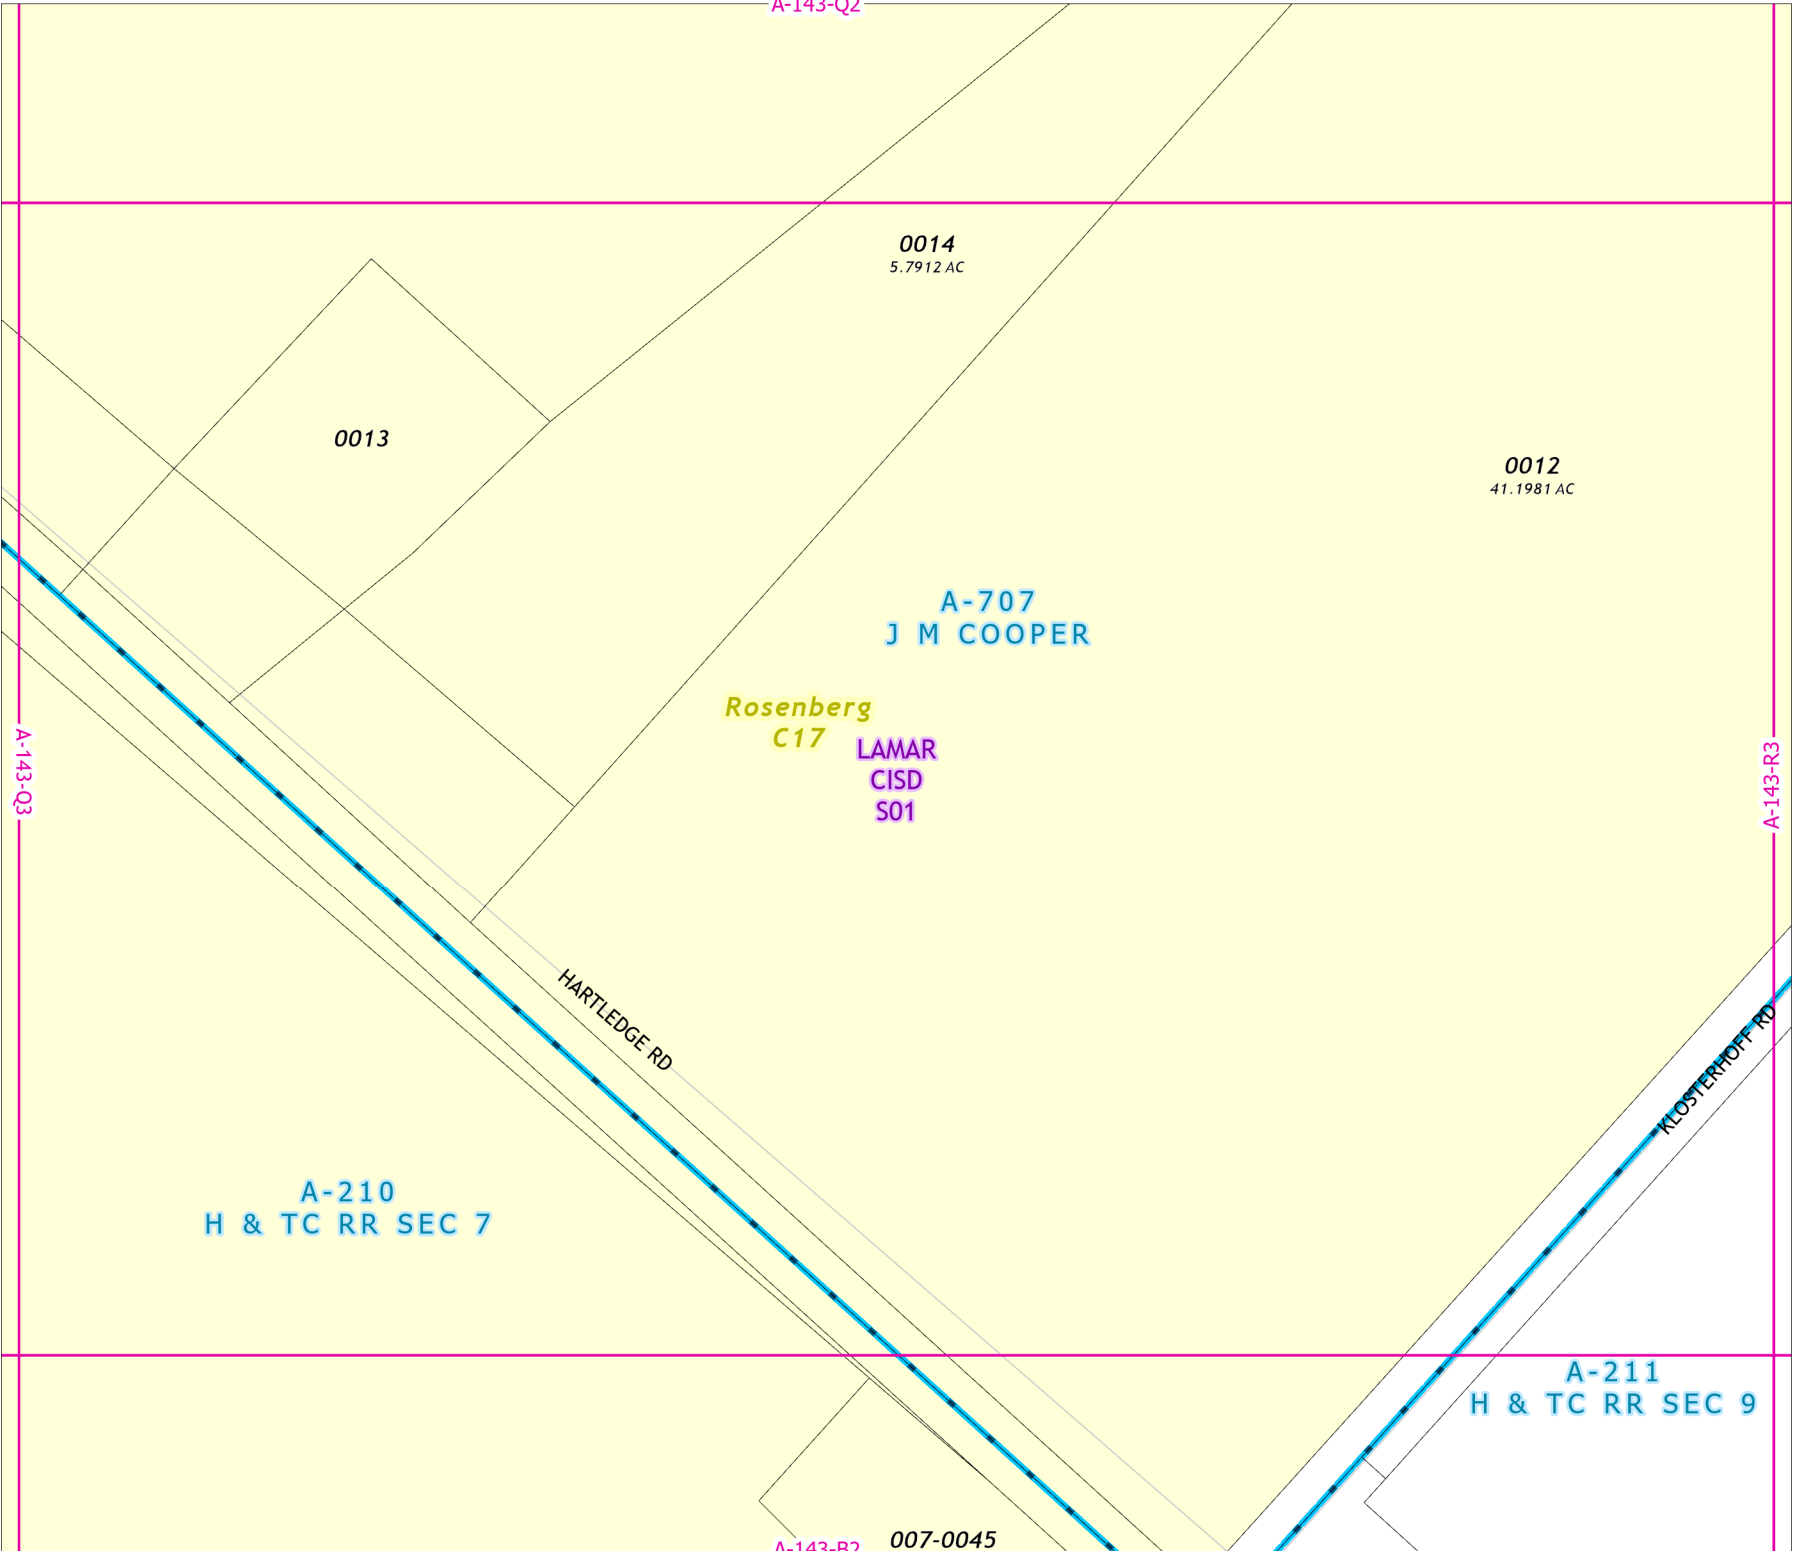 A-143-Q2
0014
5.7912 AC
0013
0012
41.1981 AC
A-707
J M COOPER
Rosenberg
C17
LAMAR
CISD
S01
A-143-Q3
A-143-R3
HARTLEDGE RD
KLOSTERHOFF RD
A-210
H & TC RR SEC 7
A-211
H & TC RR SEC 9
007-0045